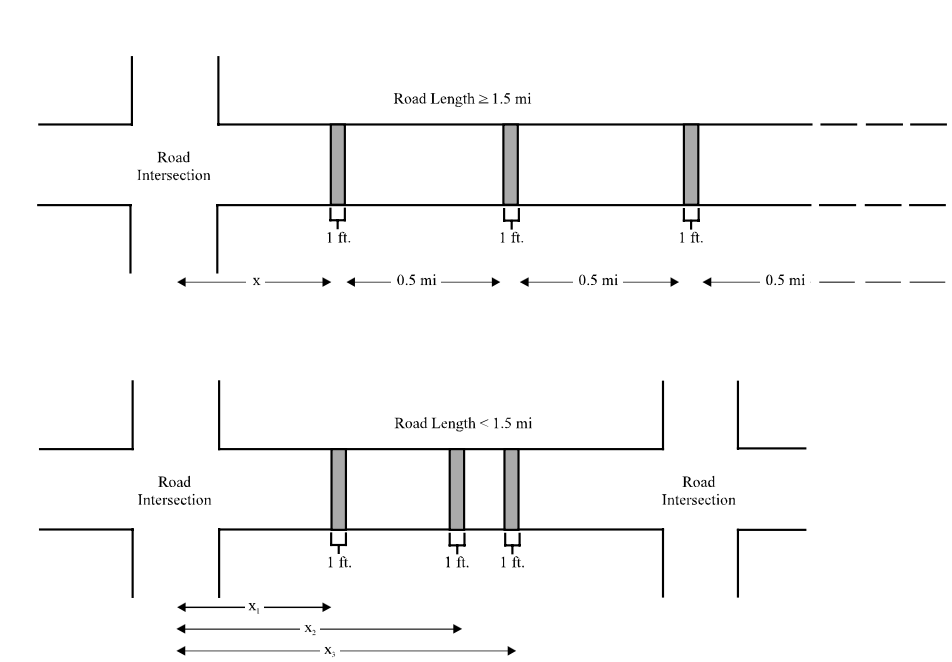 Road Length ≥ 1.5 mi
Road
Intersection
1 ft.
1 ft.
1 ft.
x
0.5 mi
0.5 mi
0.5 mi
Road Length < 1.5 mi
Road
Intersection
Road
Intersection
1 ft.
1 ft.
1 ft.
x₁
x₂
x₃